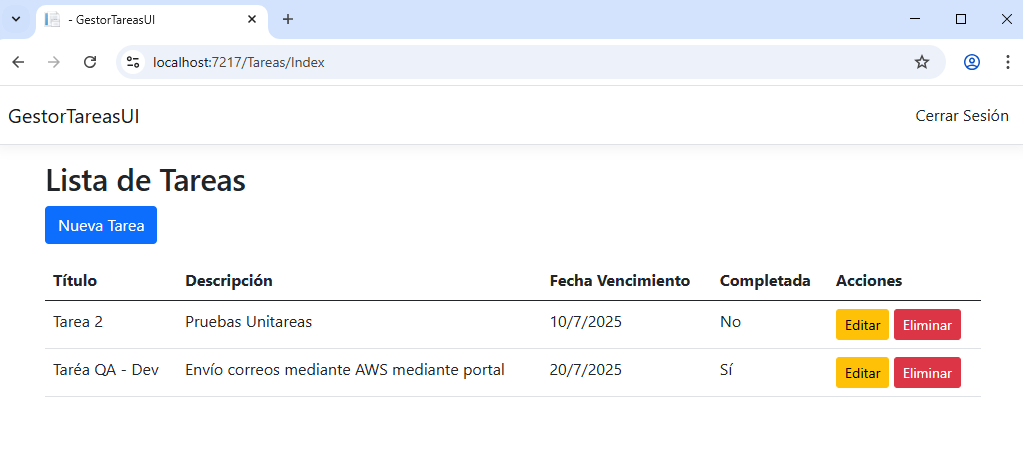 - GestorTareasUI
localhost:7217/Tareas/Index
GestorTareasUI Cerrar Sesión
Lista de Tareas
Nueva Tarea
Título Descripción Fecha Vencimiento Completada Acciones
Tarea 2 Pruebas Unitareas 10/7/2025 No Editar Eliminar
Taréa QA - Dev Envío correos mediante AWS mediante portal 20/7/2025 Sí Editar Eliminar